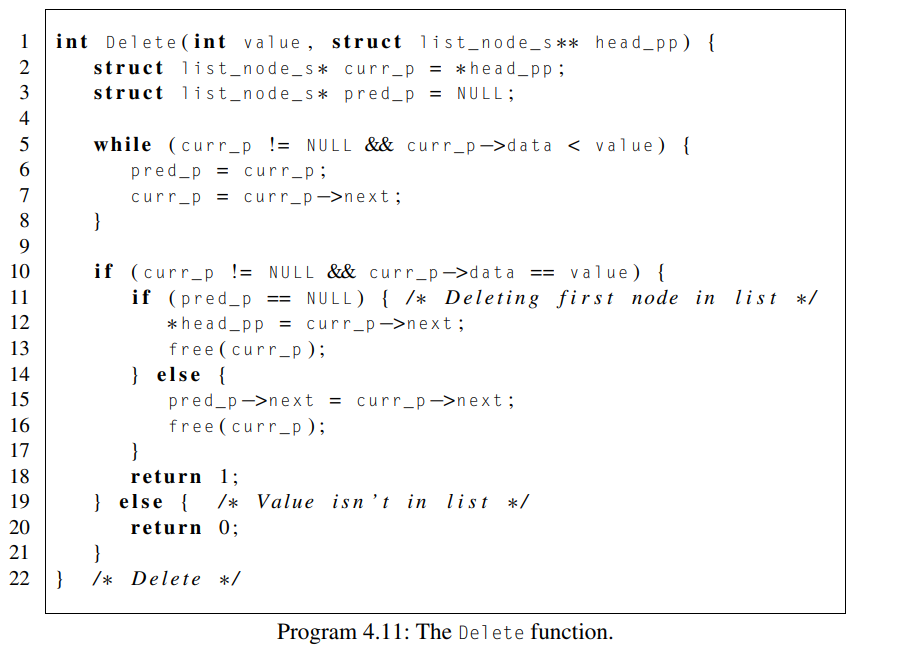 1 int Delete(int value, struct list_node_s** head_pp) {
2 struct list_node_s* curr_p = *head_pp;
3 struct list_node_s* pred_p = NULL;
4
5 while (curr_p != NULL && curr_p->data < value) {
6 pred_p = curr_p;
7 curr_p = curr_p->next;
8 }
9
10 if (curr_p != NULL && curr_p->data == value) {
11 if (pred_p == NULL) { /* Deleting first node in list */
12 *head_pp = curr_p->next;
13 free(curr_p);
14 } else {
15 pred_p->next = curr_p->next;
16 free(curr_p);
17 }
18 return 1;
19 } else { /* Value isn't in list */
20 return 0;
21 }
22 } /* Delete */
Program 4.11: The Delete function.